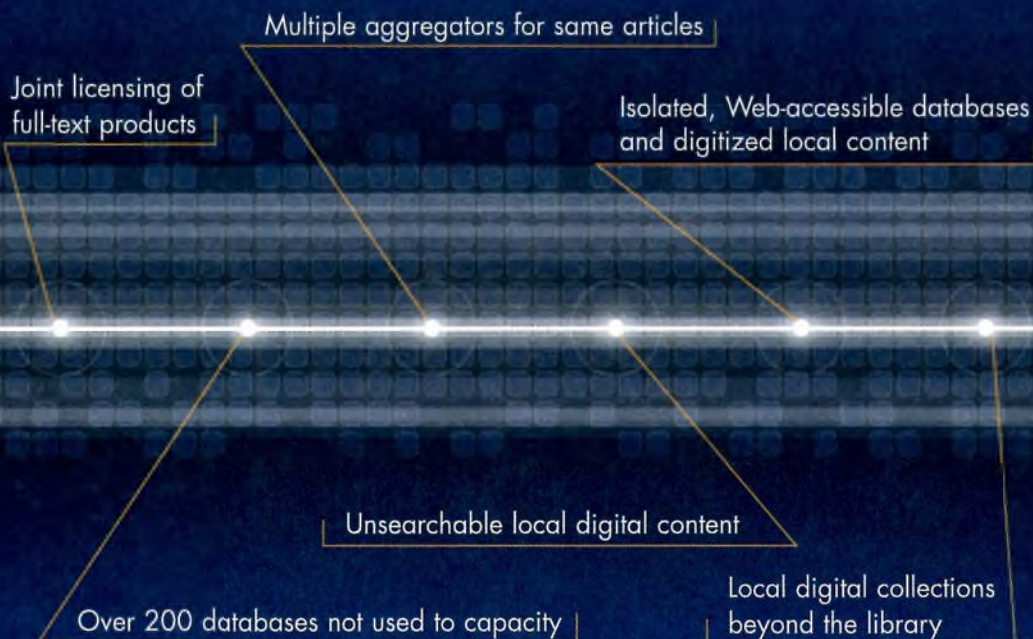 Multiple aggregators for same articles
Joint licensing of
full-text products
Isolated, Web-accessible databases
and digitized local content
Unsearchable local digital content
Local digital collections
beyond the library
Over 200 databases not used to capacity